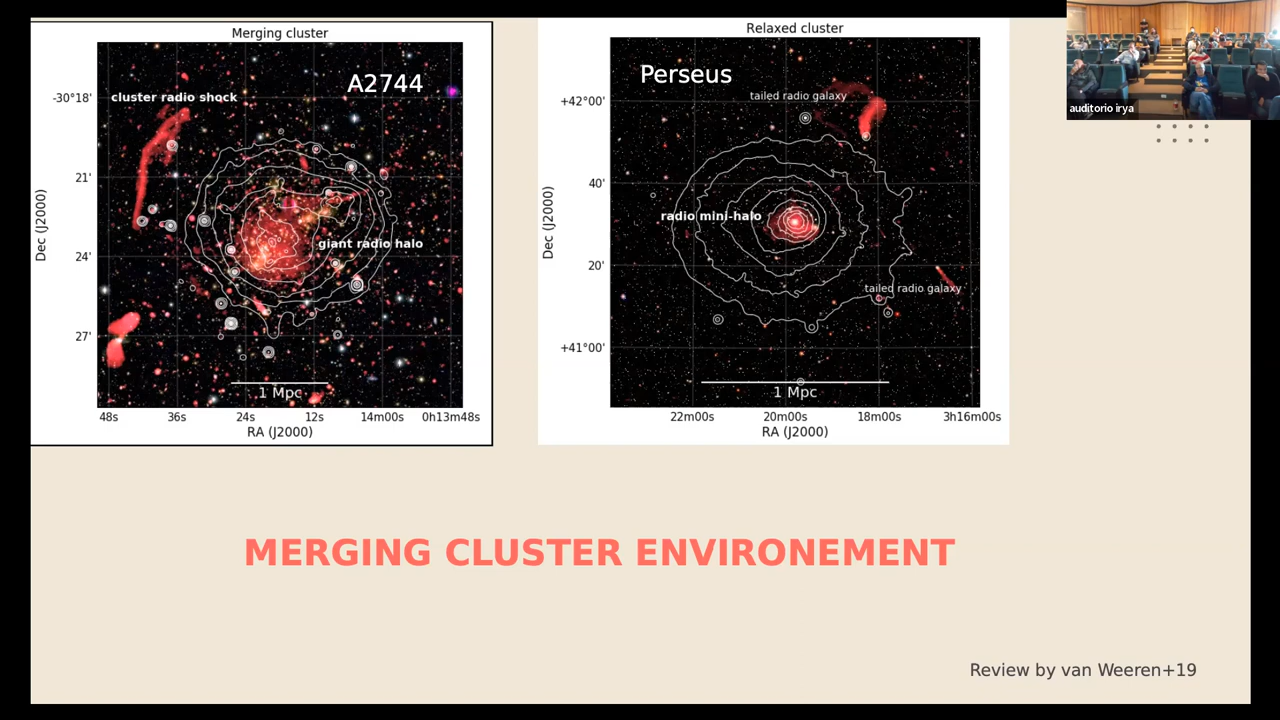 Merging cluster
A2744
cluster radio shock
giant radio halo
1 Mpc
-30°18'
21'
24'
27'
Dec (J2000)
48s 36s 24s 12s 14m00s 0h13m48s
RA (J2000)
Relaxed cluster
Perseus
tailed radio galaxy
radio mini-halo
tailed radio galaxy
1 Mpc
+42°00'
40'
20'
+41°00'
Dec (J2000)
22m00s 20m00s 18m00s 3h16m00s
RA (J2000)
auditorio irya
MERGING CLUSTER ENVIRONEMENT
Review by van Weeren+19